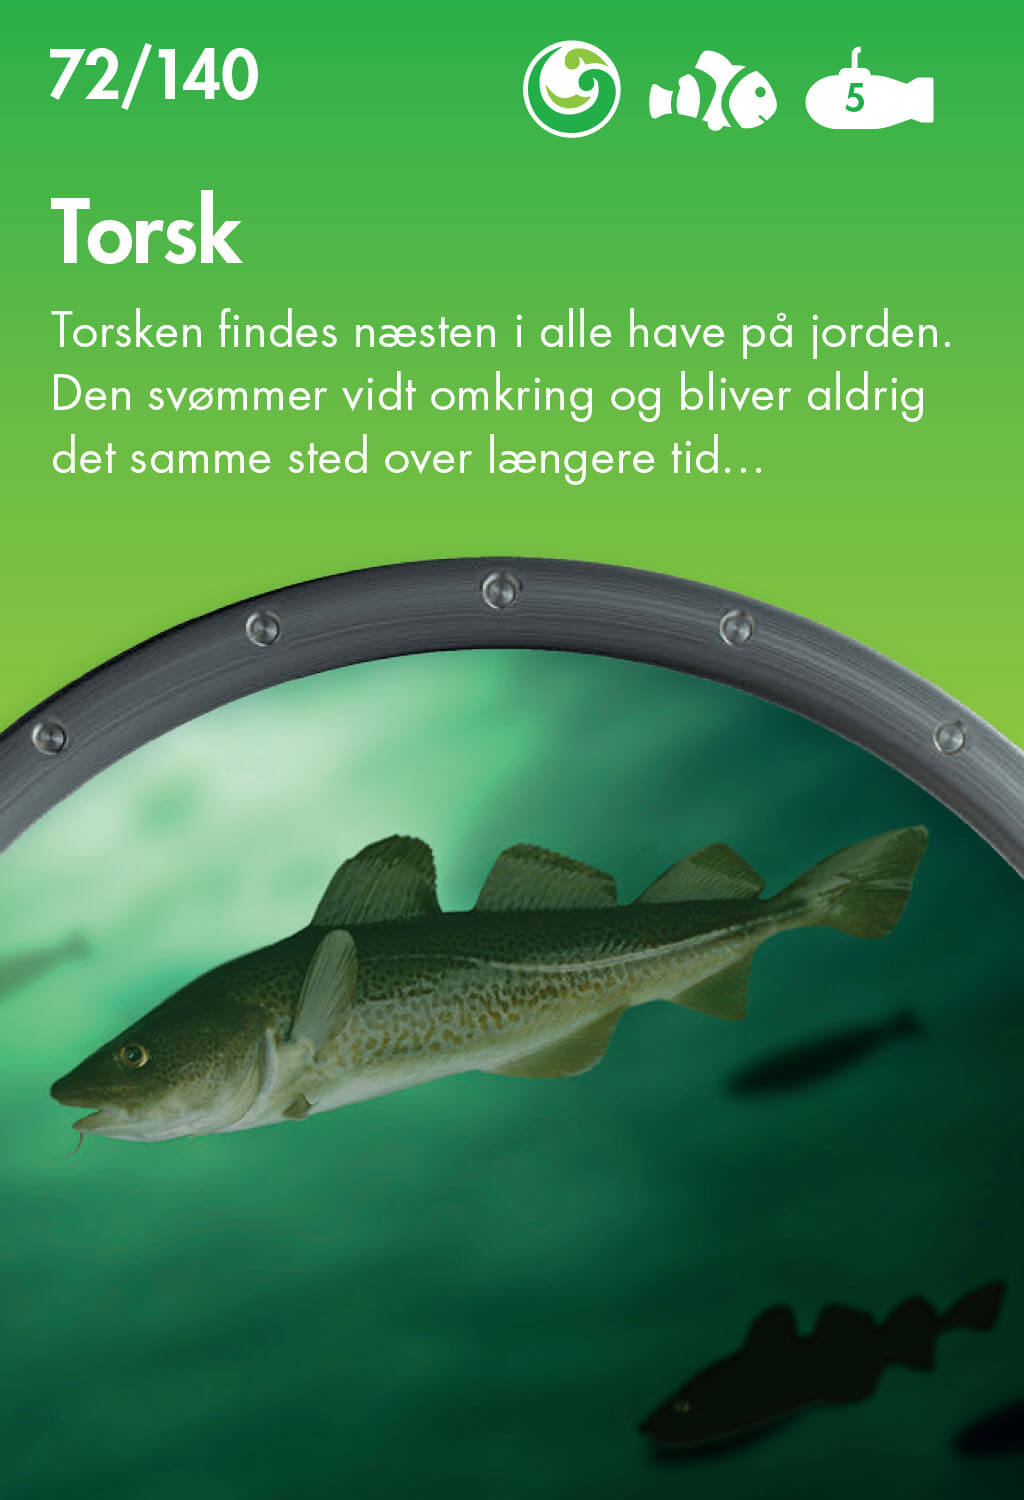 72/140
5
Torsk
Torsken findes næsten i alle have på jorden.
Den svømmer vidt omkring og bliver aldrig
det samme sted over længere tid...